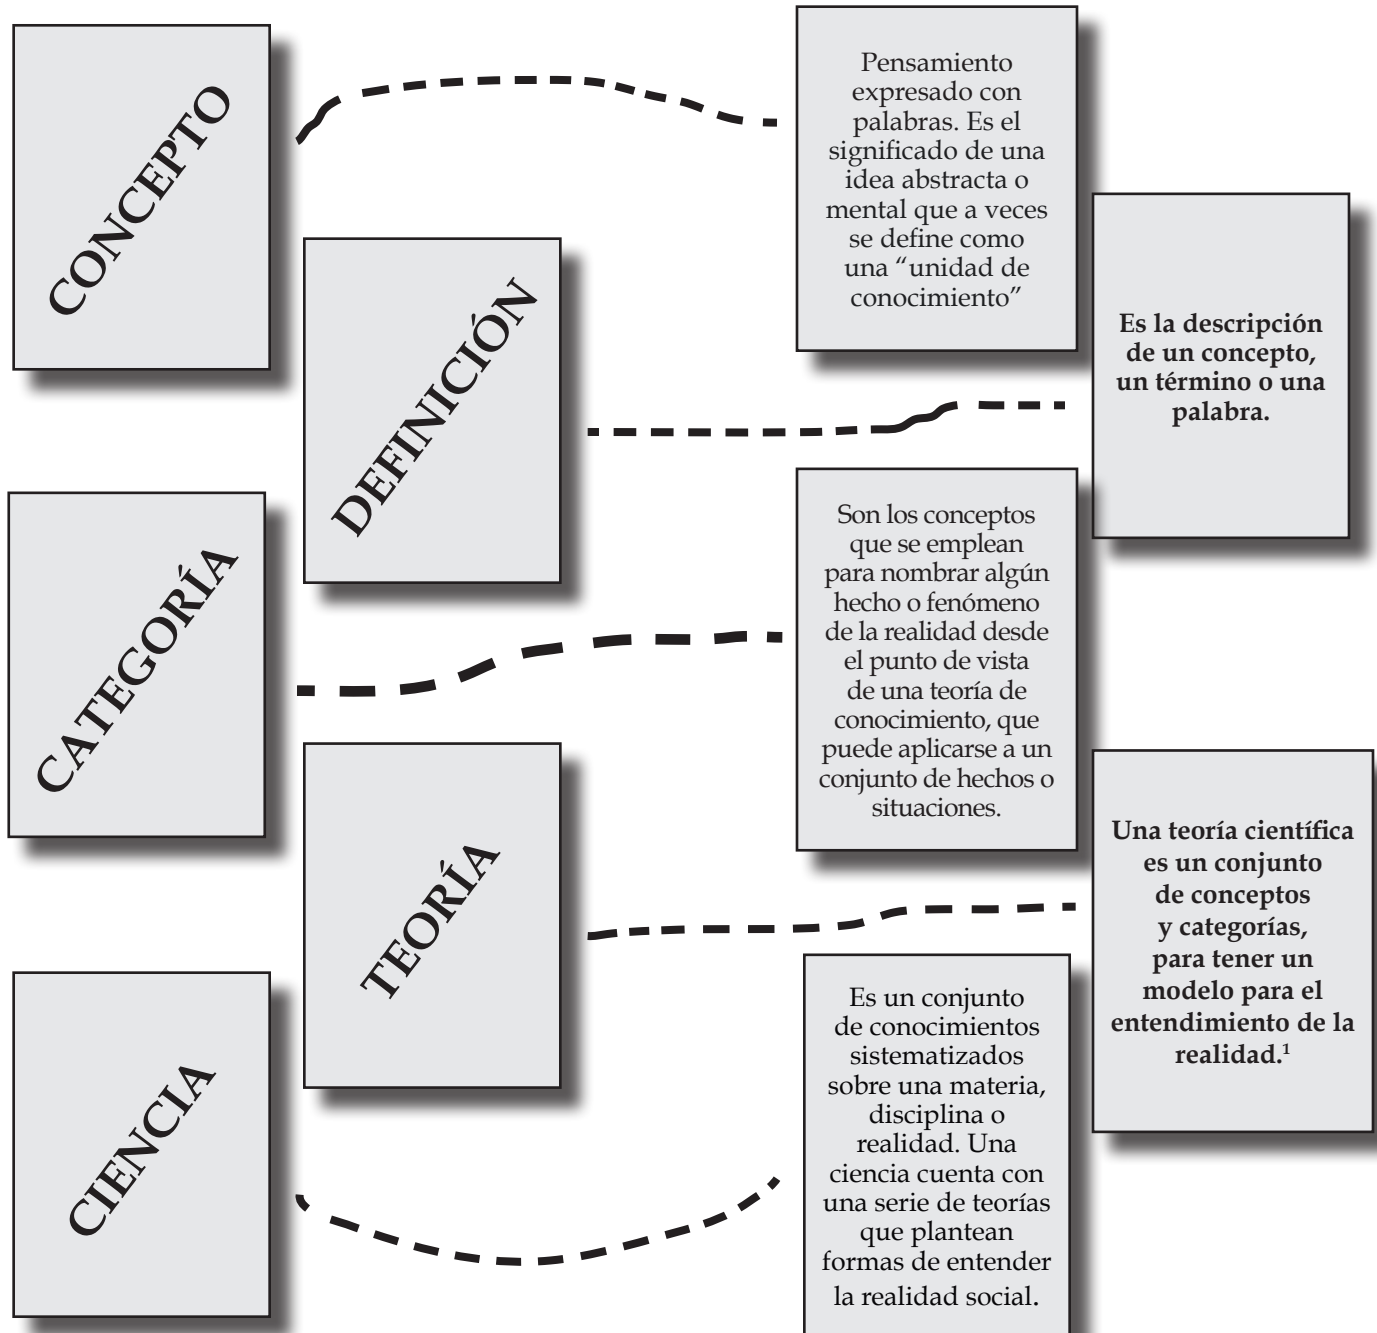 CONCEPTO
Pensamiento
expresado con
palabras. Es el
significado de una
idea abstracta o
mental que a veces
se define como
una “unidad de
conocimiento”
DEFINICIÓN
Es la descripción
de un concepto,
un término o una
palabra.
CATEGORÍA
Son los conceptos
que se emplean
para nombrar algún
hecho o fenómeno
de la realidad desde
el punto de vista
de una teoría de
conocimiento, que
puede aplicarse a un
conjunto de hechos o
situaciones.
TEORÍA
Una teoría científica
es un conjunto
de conceptos
y categorías,
para tener un
modelo para el
entendimiento de la
realidad.¹
CIENCIA
Es un conjunto
de conocimientos
sistematizados
sobre una materia,
disciplina o
realidad. Una
ciencia cuenta con
una serie de teorías
que plantean
formas de entender
la realidad social.